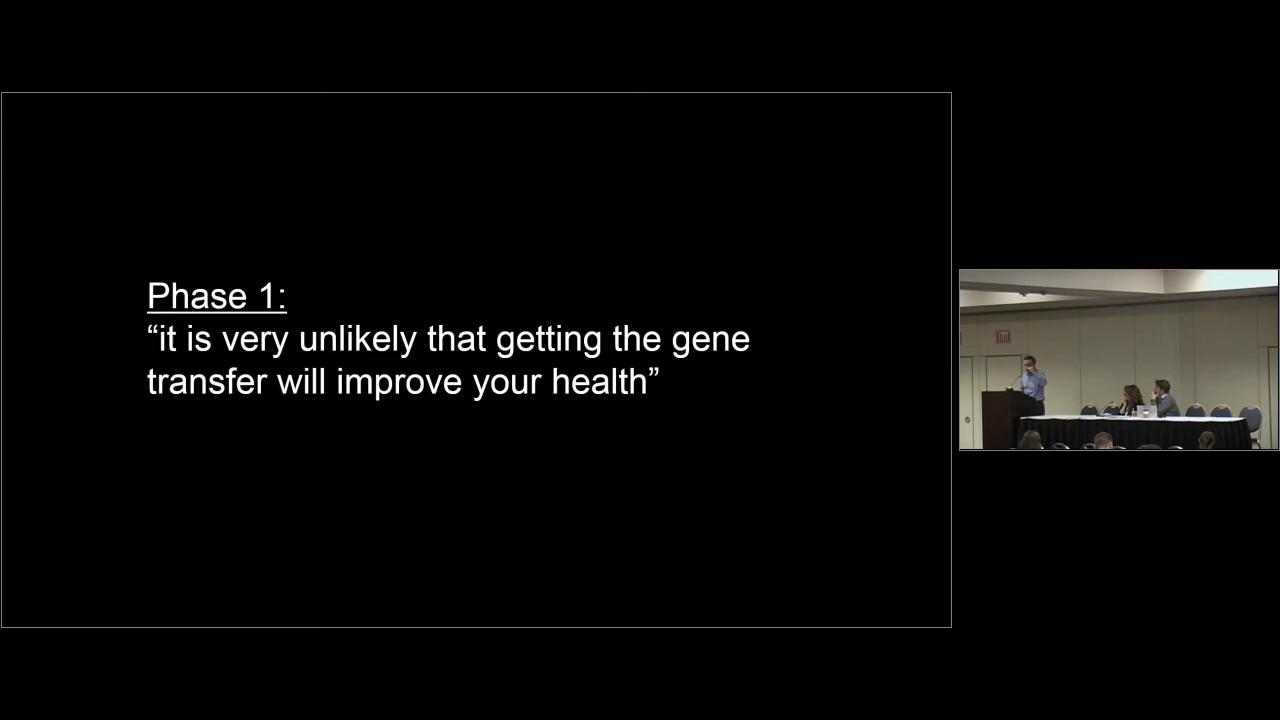 Phase 1:
“it is very unlikely that getting the gene
transfer will improve your health”